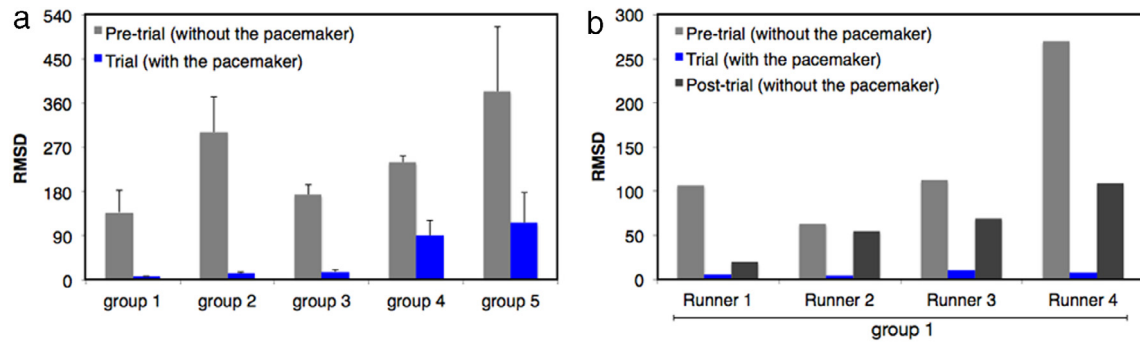 a
RMSD
540
450
360
270
180
90
0
Pre-trial (without the pacemaker)
Trial (with the pacemaker)
group 1 group 2 group 3 group 4 group 5
b
RMSD
300
250
200
150
100
50
0
Pre-trial (without the pacemaker)
Trial (with the pacemaker)
Post-trial (without the pacemaker)
Runner 1 Runner 2 Runner 3 Runner 4
group 1